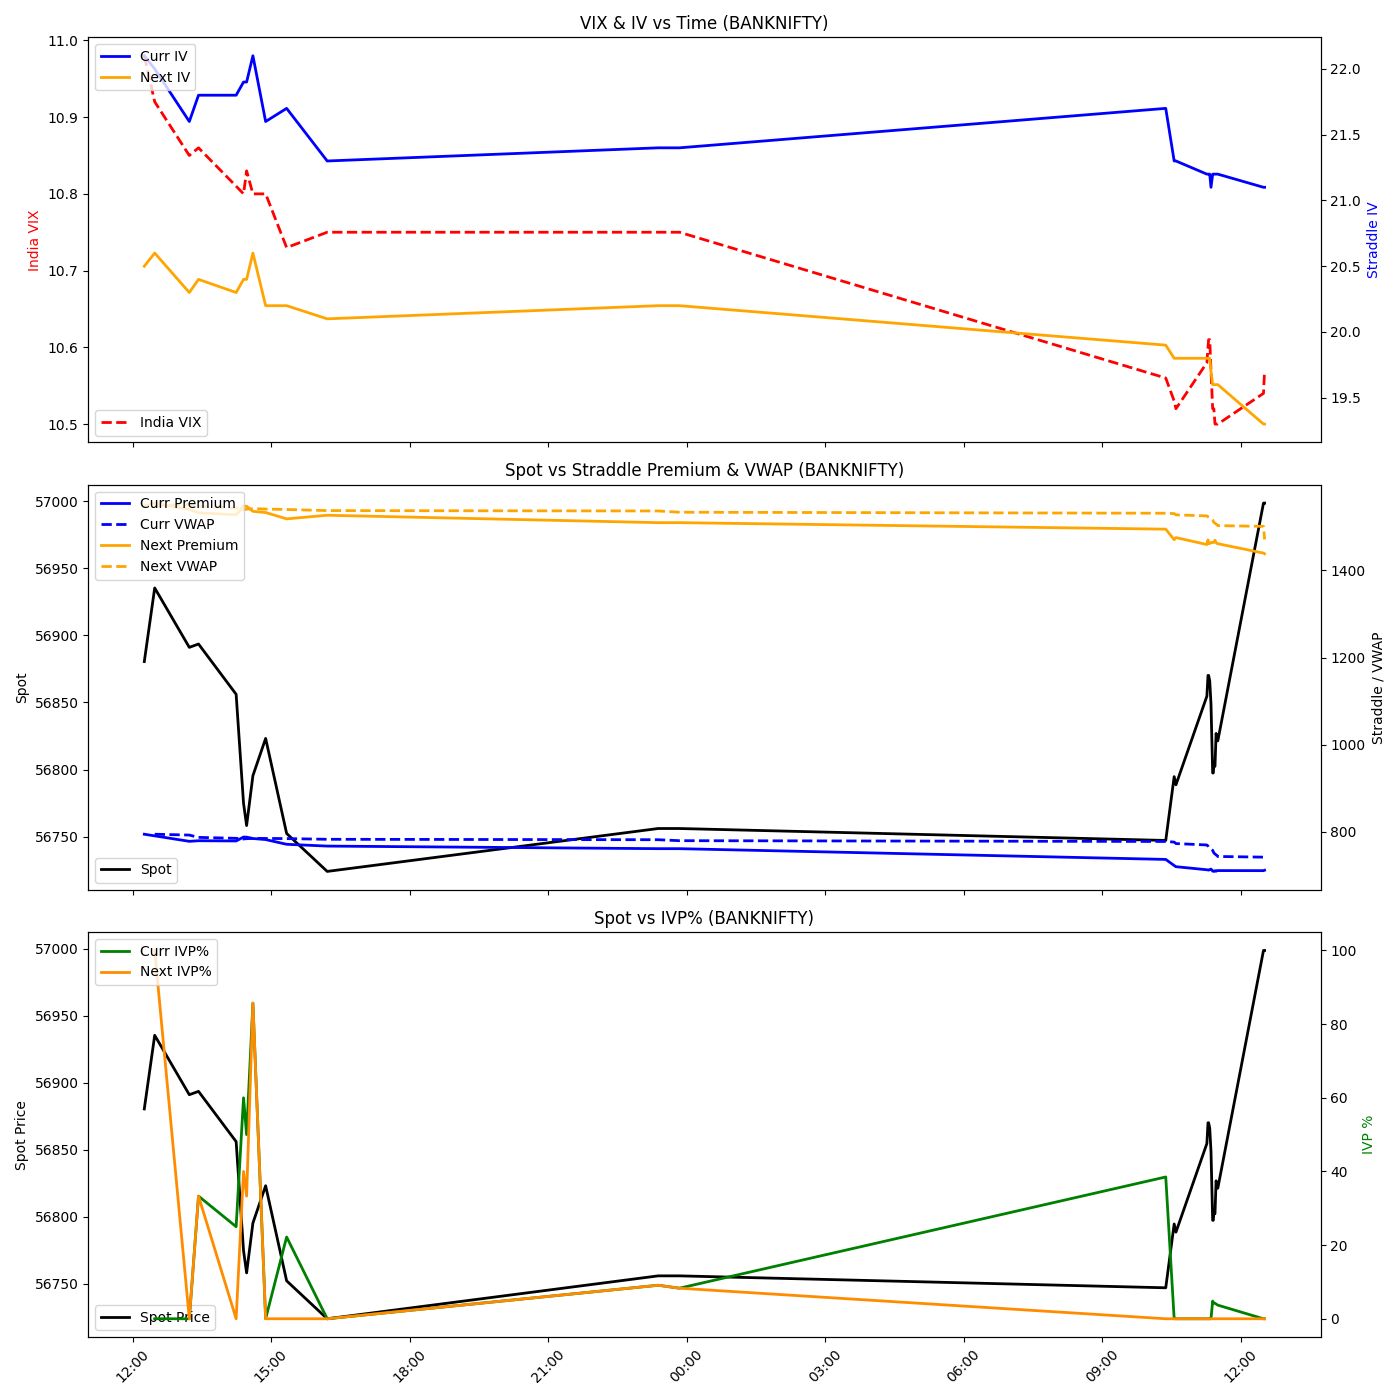 VIX & IV vs Time (BANKNIFTY)
11.0
10.9
10.8
10.7
10.6
10.5
India VIX
Curr IV
Next IV
India VIX
22.0
21.5
21.0
20.5
20.0
19.5
Straddle IV
Spot vs Straddle Premium & VWAP (BANKNIFTY)
57000
56950
56900
56850
56800
56750
Spot
Curr Premium
Curr VWAP
Next Premium
Next VWAP
Spot
1400
1200
1000
800
Straddle / VWAP
Spot vs IVP% (BANKNIFTY)
57000
56950
56900
56850
56800
56750
Spot Price
Curr IVP%
Next IVP%
Spot Price
100
80
60
40
20
0
IVP %
12:00 15:00 18:00 21:00 00:00 03:00 06:00 09:00 12:00